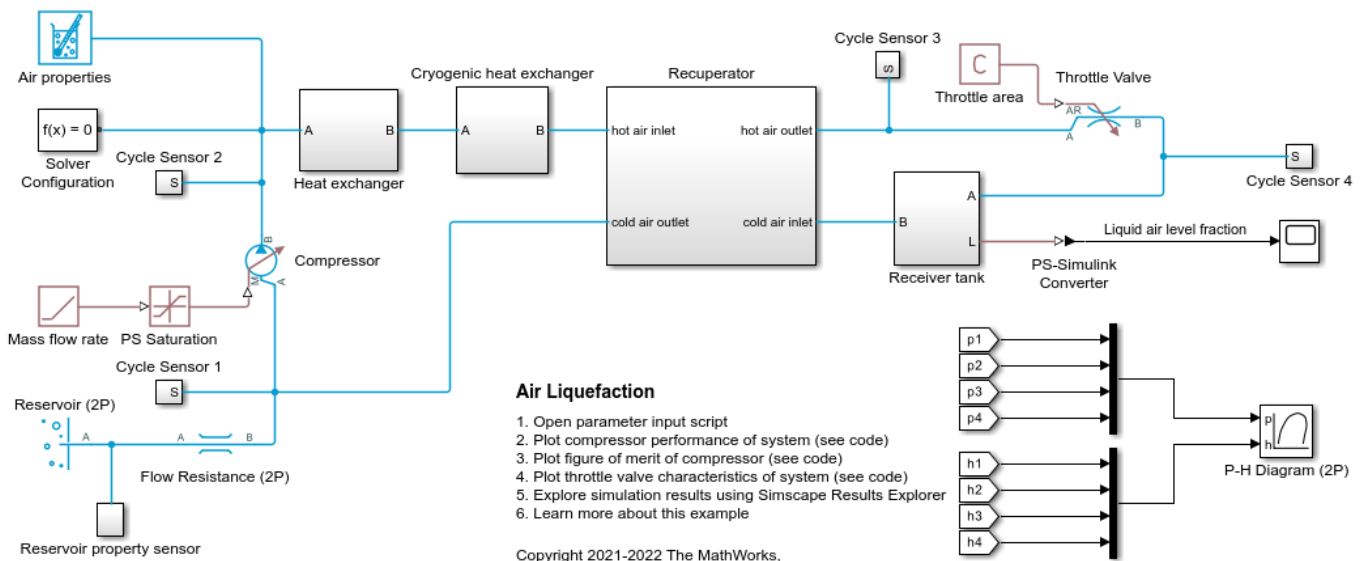 Air properties
f(x) = 0
Solver
Configuration
Cycle Sensor 2
S
A
B
Heat exchanger
Cryogenic heat exchanger
A
B
Recuperator
hot air inlet
hot air outlet
cold air outlet
cold air inlet
Cycle Sensor 3
S
C
Throttle area
Throttle Valve
AR
A
B
S
Cycle Sensor 4
A
B
L
Receiver tank
Liquid air level fraction
PS-Simulink
Converter
B
M
A
Compressor
Mass flow rate
PS Saturation
Cycle Sensor 1
S
Reservoir (2P)
A
A
B
Flow Resistance (2P)
Reservoir property sensor
Air Liquefaction
1. Open parameter input script
2. Plot compressor performance of system (see code)
3. Plot figure of merit of compressor (see code)
4. Plot throttle valve characteristics of system (see code)
5. Explore simulation results using Simscape Results Explorer
6. Learn more about this example
Copyright 2021-2022 The MathWorks,
p1
p2
p3
p4
h1
h2
h3
h4
p
h
P-H Diagram (2P)